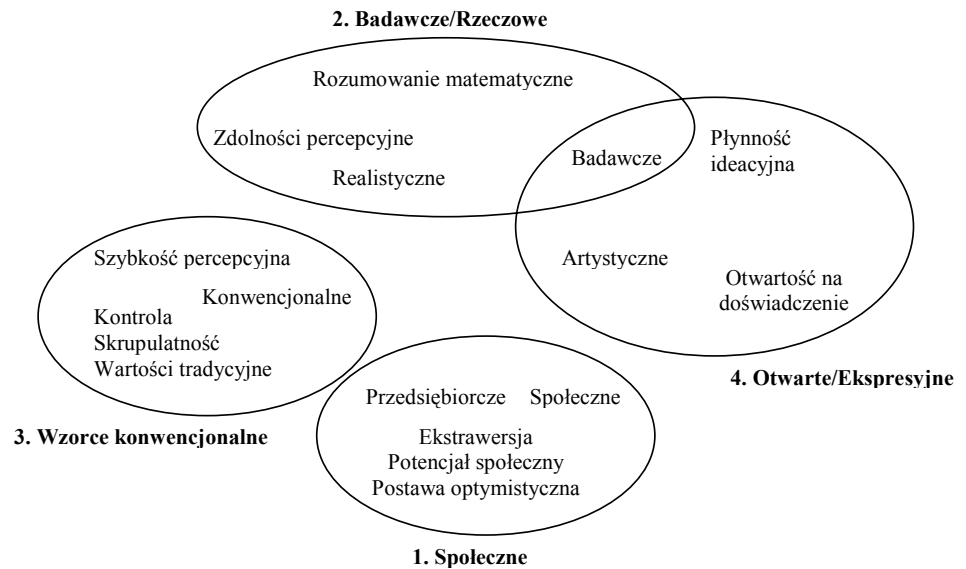 2. Badawcze/Rzeczowe
Rozumowanie matematyczne
Zdolności percepcyjne
Realistyczne
Badawcze
Płynność
ideacyjna
Artystyczne
Otwartość na
doświadczenie
4. Otwarte/Ekspresyjne
Szybkość percepcyjna
Konwencjonalne
Kontrola
Skrupulatność
Wartości tradycyjne
3. Wzorce konwencjonalne
Przedsiębiorcze Społeczne
Ekstrawersja
Potencjał społeczny
Postawa optymistyczna
1. Społeczne